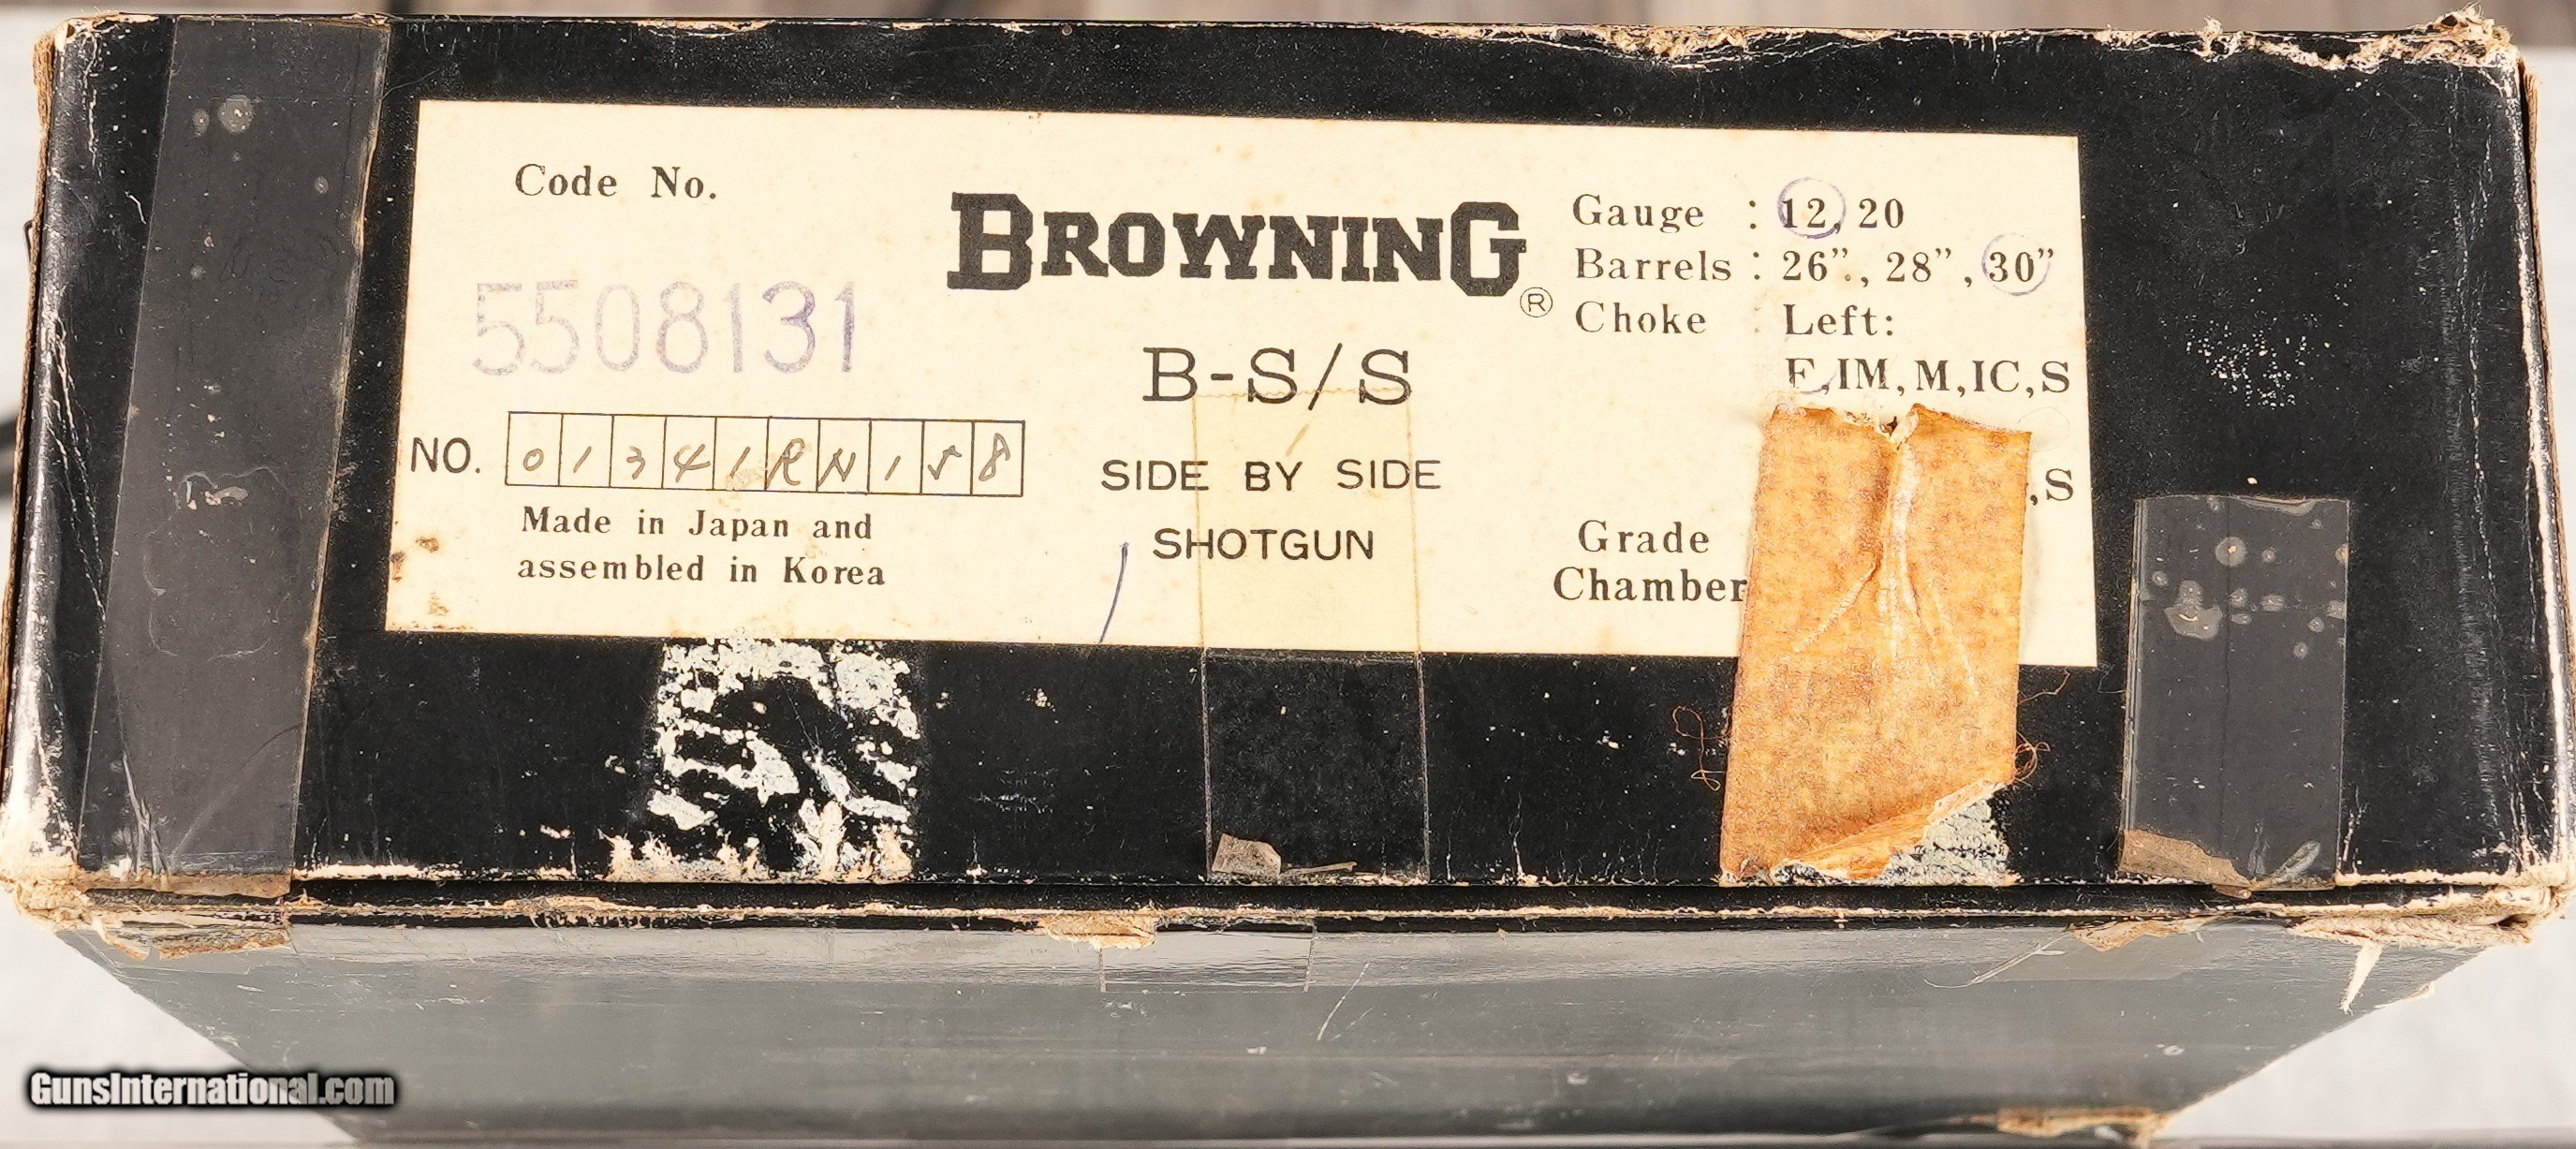 Code No.
5508131
NO. 01341RN158
Made in Japan and
assembled in Korea
BROWNING®
B-S/S
SIDE BY SIDE
SHOTGUN
Gauge : 12, 20
Barrels : 26”, 28”, 30”
Choke : Left:
F, IM, M, IC, S
, S
Grade
Chamber
GunsInternational.com